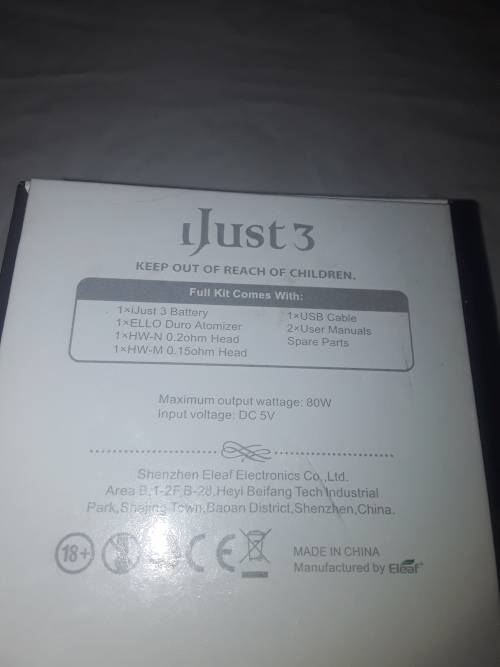 iJust 3
KEEP OUT OF REACH OF CHILDREN.
Full Kit Comes With:
1×iJust 3 Battery
1×ELLO Duro Atomizer
1×HW-N 0.2ohm Head
1×HW-M 0.15ohm Head
1×USB Cable
2×User Manuals
Spare Parts
Maximum output wattage: 80W
Input voltage: DC 5V
Shenzhen Eleaf Electronics Co.,Ltd.
Area B,1-2F,B-28,Heyi Beifang Tech Industrial
Park,Shajing Town,Baoan District,Shenzhen,China.
18+
CE
MADE IN CHINA
Manufactured by Eleaf